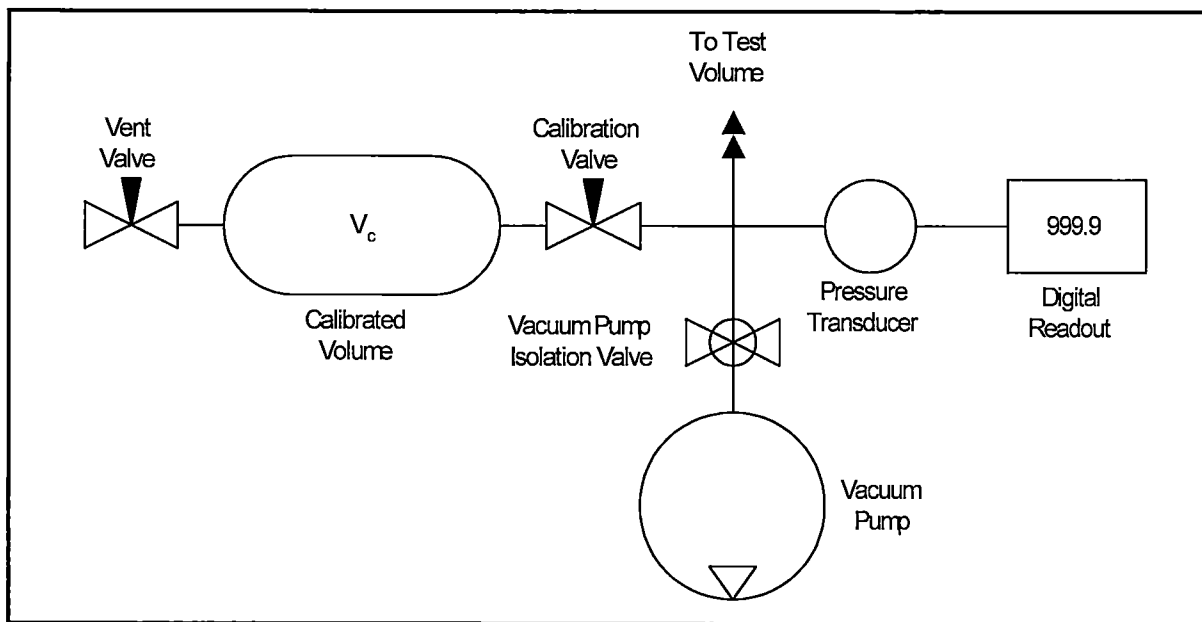 To Test
Volume
Vent
Valve
Calibration
Valve
V_c
999.9
Calibrated
Volume
Vacuum Pump
Isolation Valve
Pressure
Transducer
Digital
Readout
Vacuum
Pump